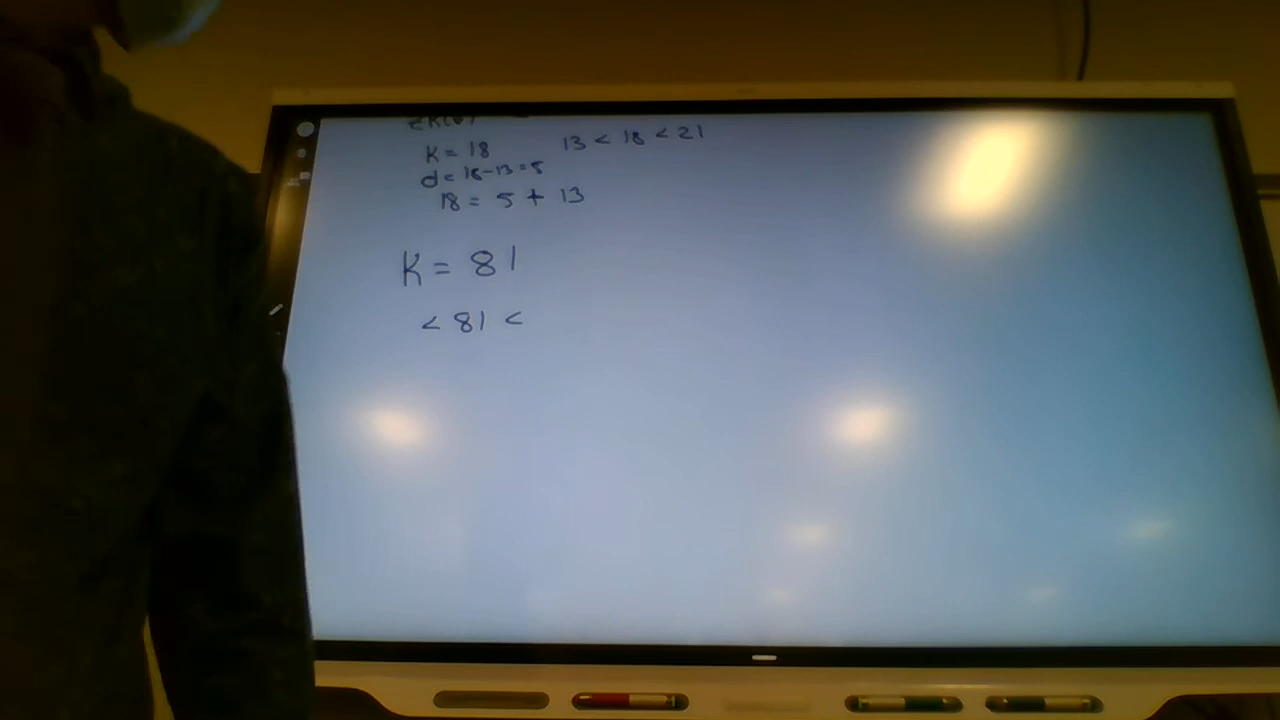 K = 18 13 < 18 < 21
d = 18-13 = 5
18 = 5 + 13
K = 81
< 81 <